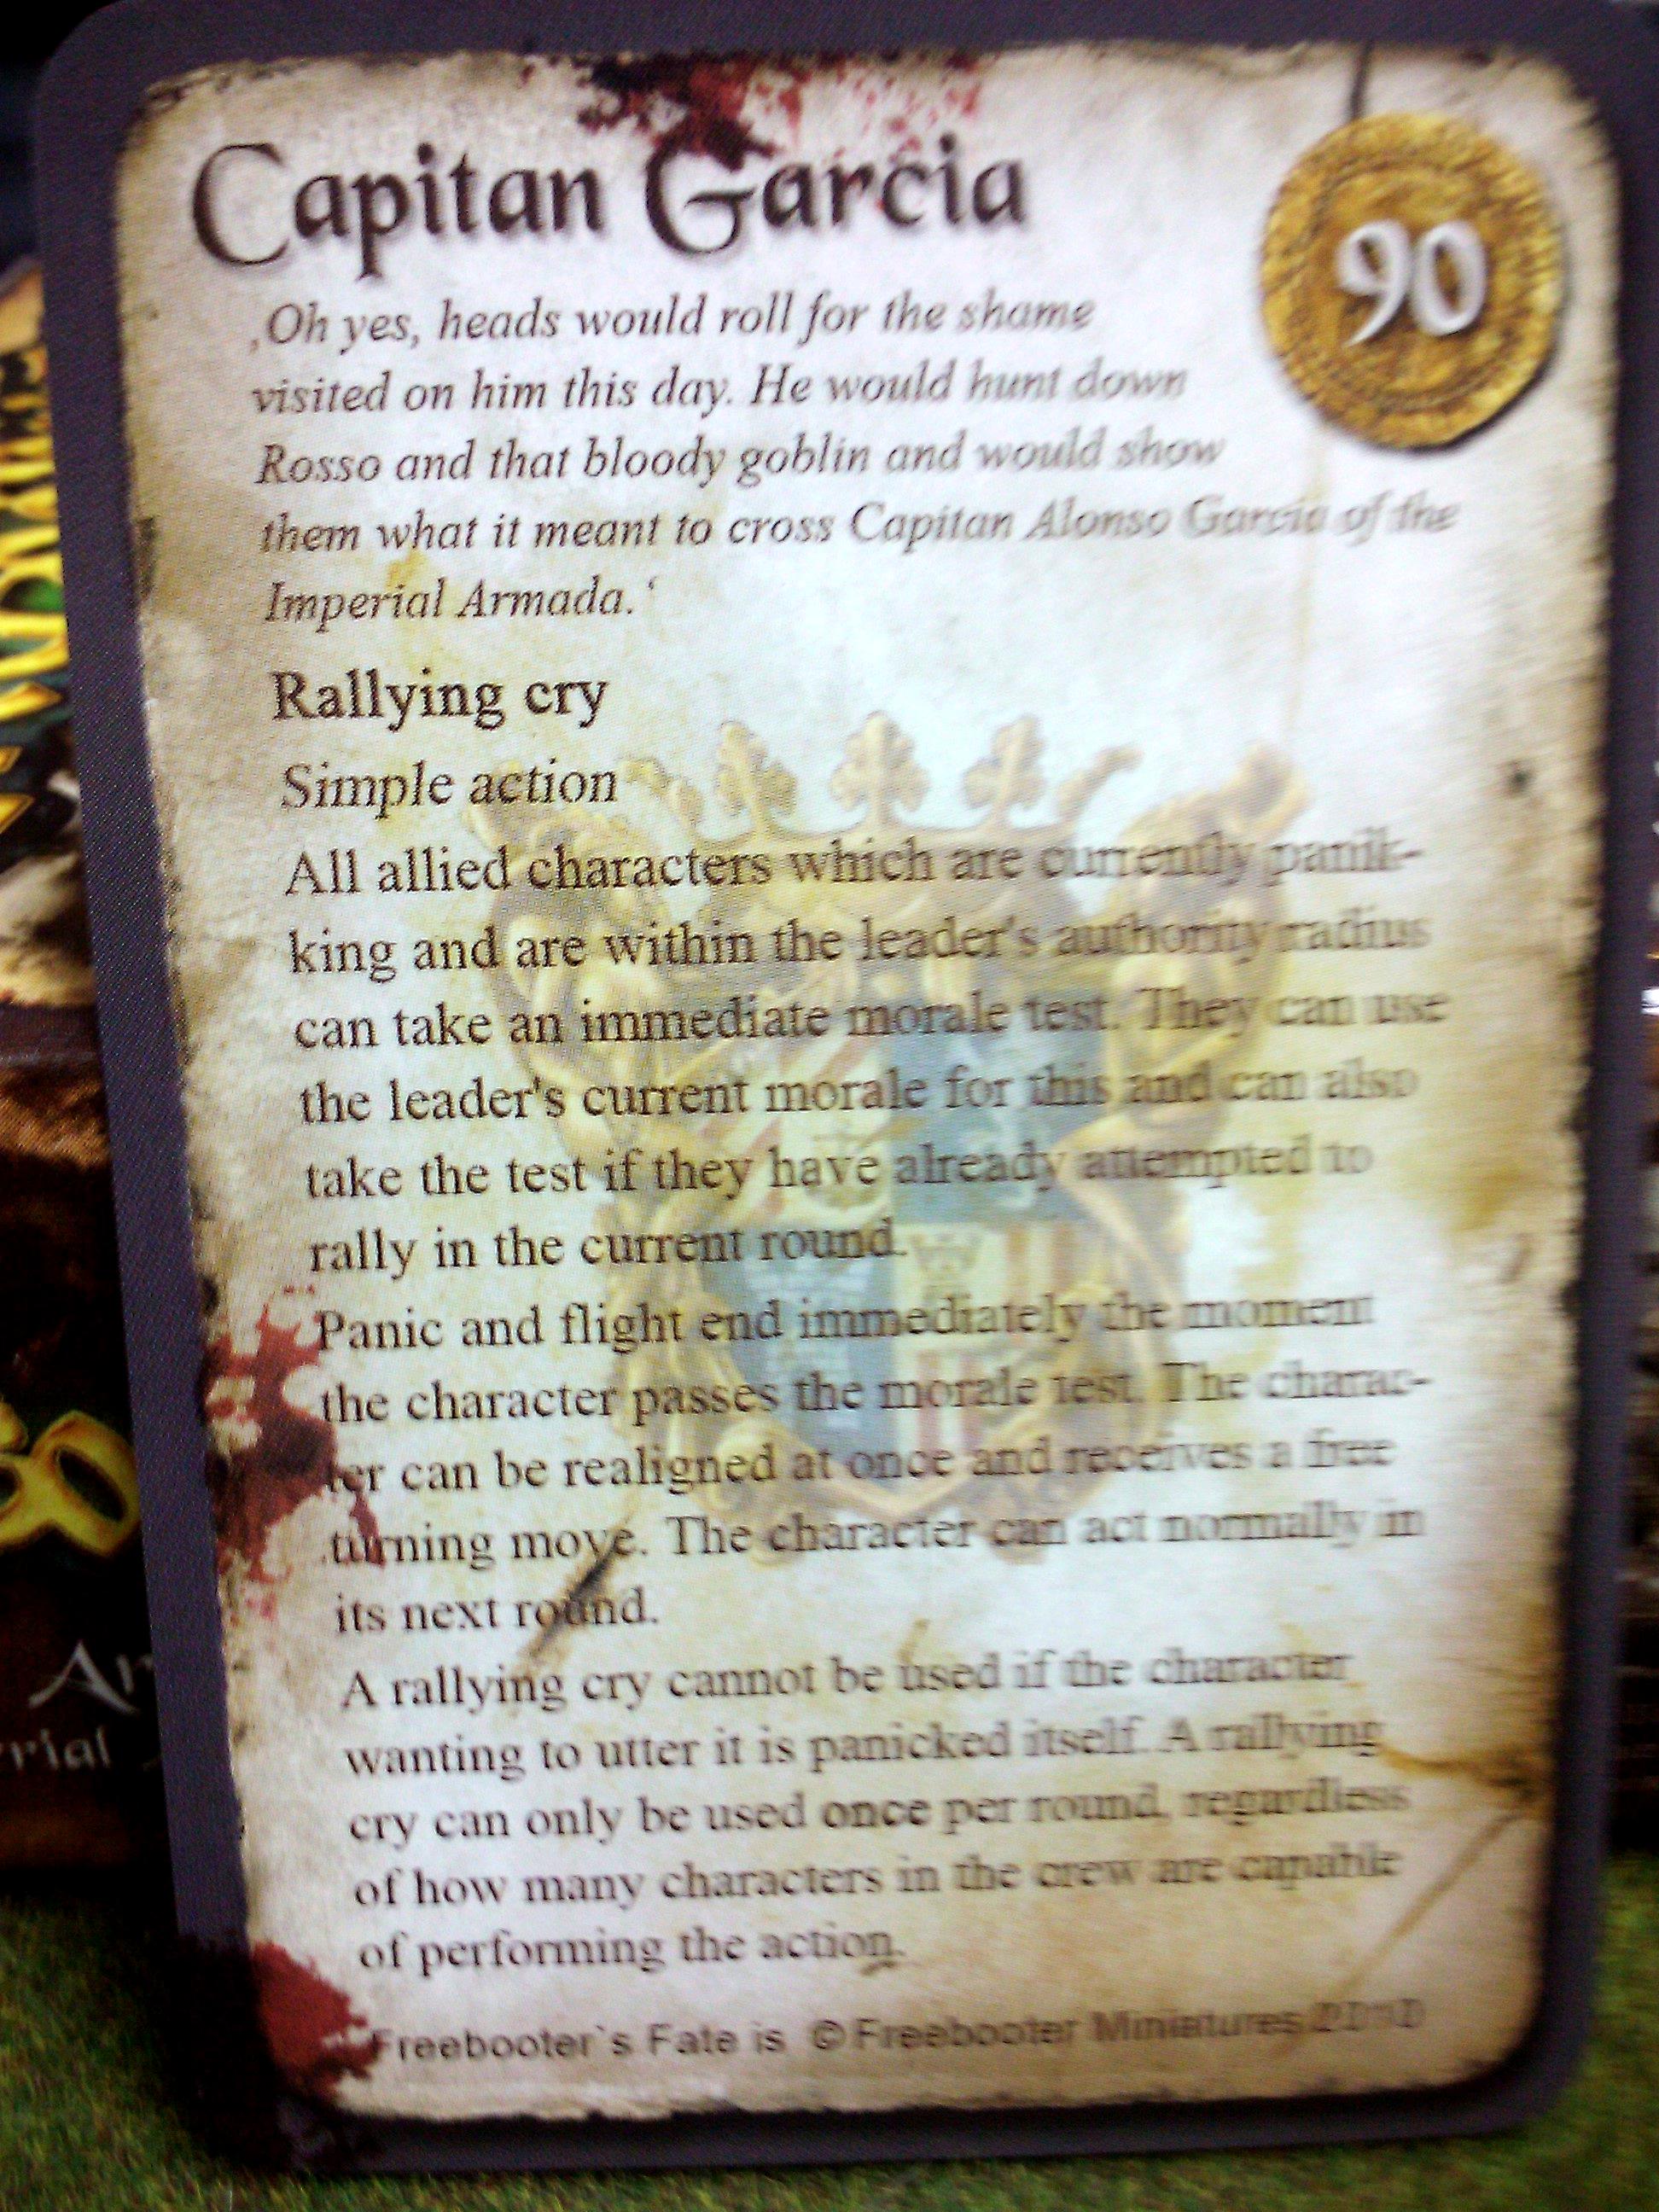 Capitan Garcia
90
‚Oh yes, heads would roll for the shame
visited on him this day. He would hunt down
Rosso and that bloody goblin and would show
them what it meant to cross Capitan Alonso Garcia of the
Imperial Armada.‘
Rallying cry
Simple action
All allied characters which are currently panik-
king and are within the leader's authority radius
can take an immediate morale test. They can use
the leader's current morale for this and can also
take the test if they have already attempted to
rally in the current round.
Panic and flight end immediately the moment
the character passes the morale test. The charac-
ter can be realigned at once and receives a free
turning move. The character can act normally in
its next round.
A rallying cry cannot be used if the character
wanting to utter it is panicked itself. A rallying
cry can only be used once per round, regardless
of how many characters in the crew are capable
of performing the action.
Freebooter`s Fate is © Freebooter Miniatures 2010